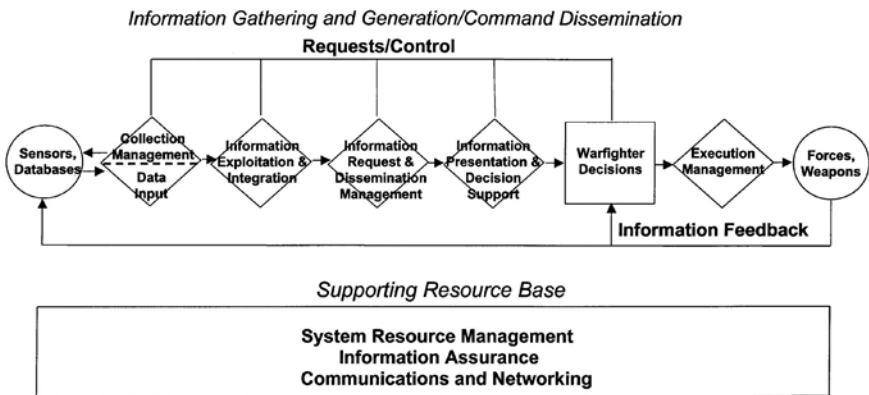 Information Gathering and Generation/Command Dissemination
Requests/Control
Sensors,
Databases
Collection
Management
Data
Input
Information
Exploitation &
Integration
Information
Request &
Dissemination
Management
Information
Presentation &
Decision
Support
Warfighter
Decisions
Execution
Management
Forces,
Weapons
Information Feedback
Supporting Resource Base
System Resource Management
Information Assurance
Communications and Networking